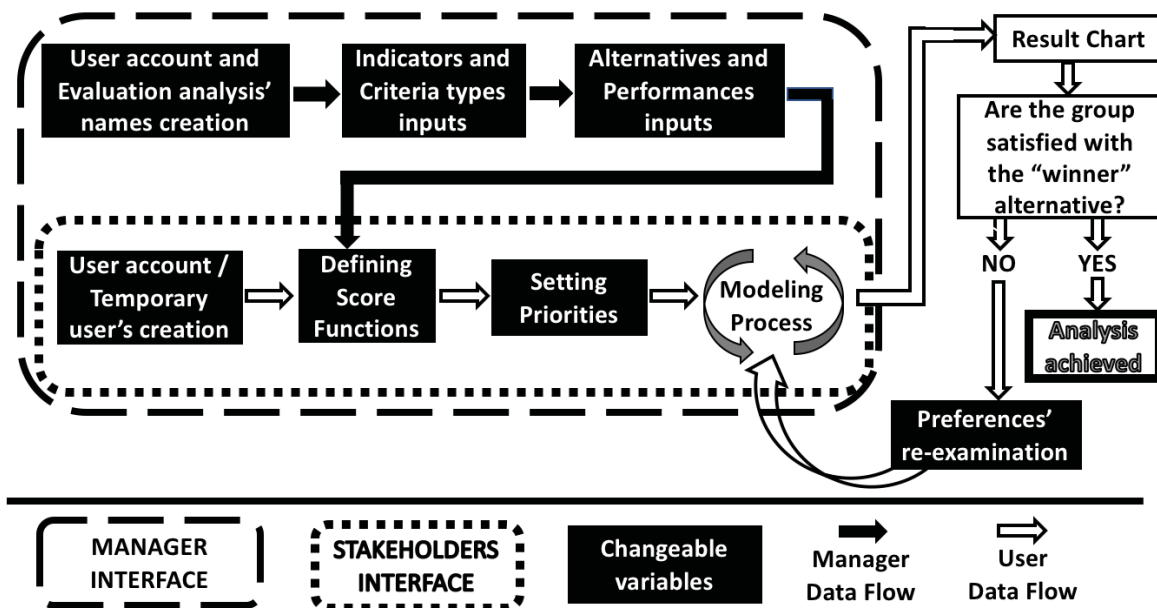 User account and
Evaluation analysis’
names creation
Indicators and
Criteria types
inputs
Alternatives and
Performances
inputs
Result Chart
Are the group
satisfied with
the “winner”
alternative?
NO
YES
User account /
Temporary
user’s creation
Defining
Score
Functions
Setting
Priorities
Modeling
Process
Analysis
achieved
Preferences’
re-examination
MANAGER
INTERFACE
STAKEHOLDERS
INTERFACE
Changeable
variables
Manager
Data Flow
User
Data Flow